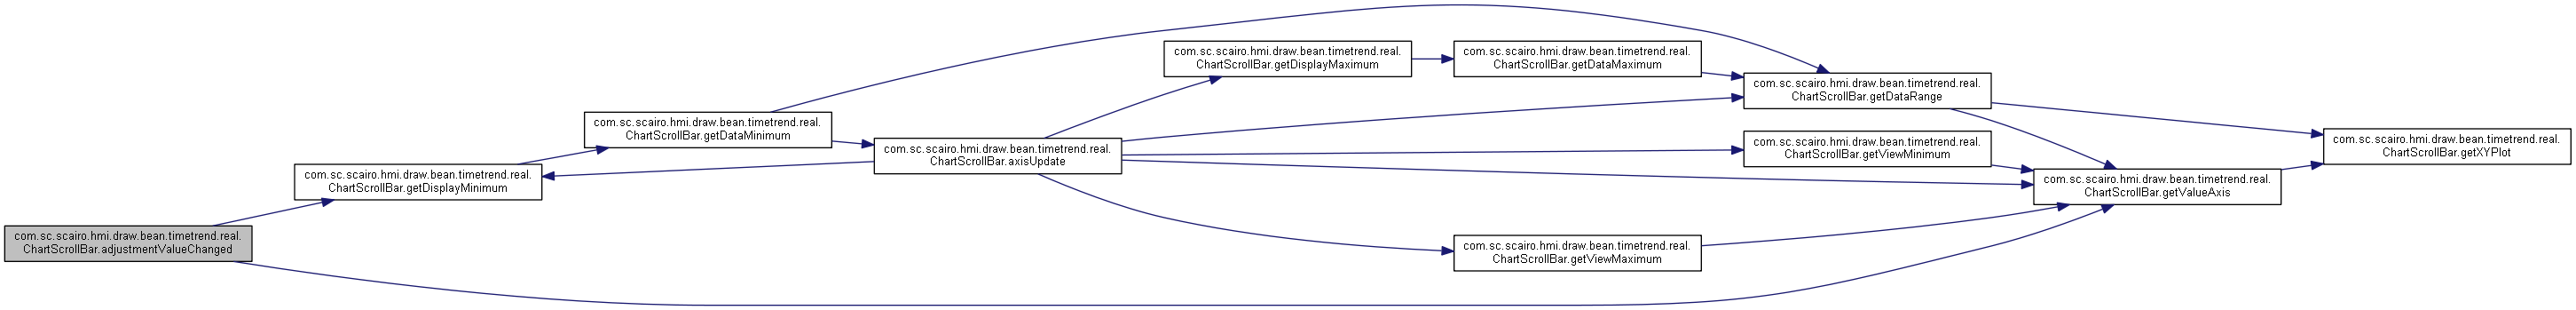 com.sc.scairo.hmi.draw.bean.timetrend.real.
ChartScrollBar.adjustmentValueChanged
com.sc.scairo.hmi.draw.bean.timetrend.real.
ChartScrollBar.getDisplayMinimum
com.sc.scairo.hmi.draw.bean.timetrend.real.
ChartScrollBar.getDataMinimum
com.sc.scairo.hmi.draw.bean.timetrend.real.
ChartScrollBar.axisUpdate
com.sc.scairo.hmi.draw.bean.timetrend.real.
ChartScrollBar.getDisplayMaximum
com.sc.scairo.hmi.draw.bean.timetrend.real.
ChartScrollBar.getDataMaximum
com.sc.scairo.hmi.draw.bean.timetrend.real.
ChartScrollBar.getDataRange
com.sc.scairo.hmi.draw.bean.timetrend.real.
ChartScrollBar.getViewMinimum
com.sc.scairo.hmi.draw.bean.timetrend.real.
ChartScrollBar.getViewMaximum
com.sc.scairo.hmi.draw.bean.timetrend.real.
ChartScrollBar.getValueAxis
com.sc.scairo.hmi.draw.bean.timetrend.real.
ChartScrollBar.getXYPlot